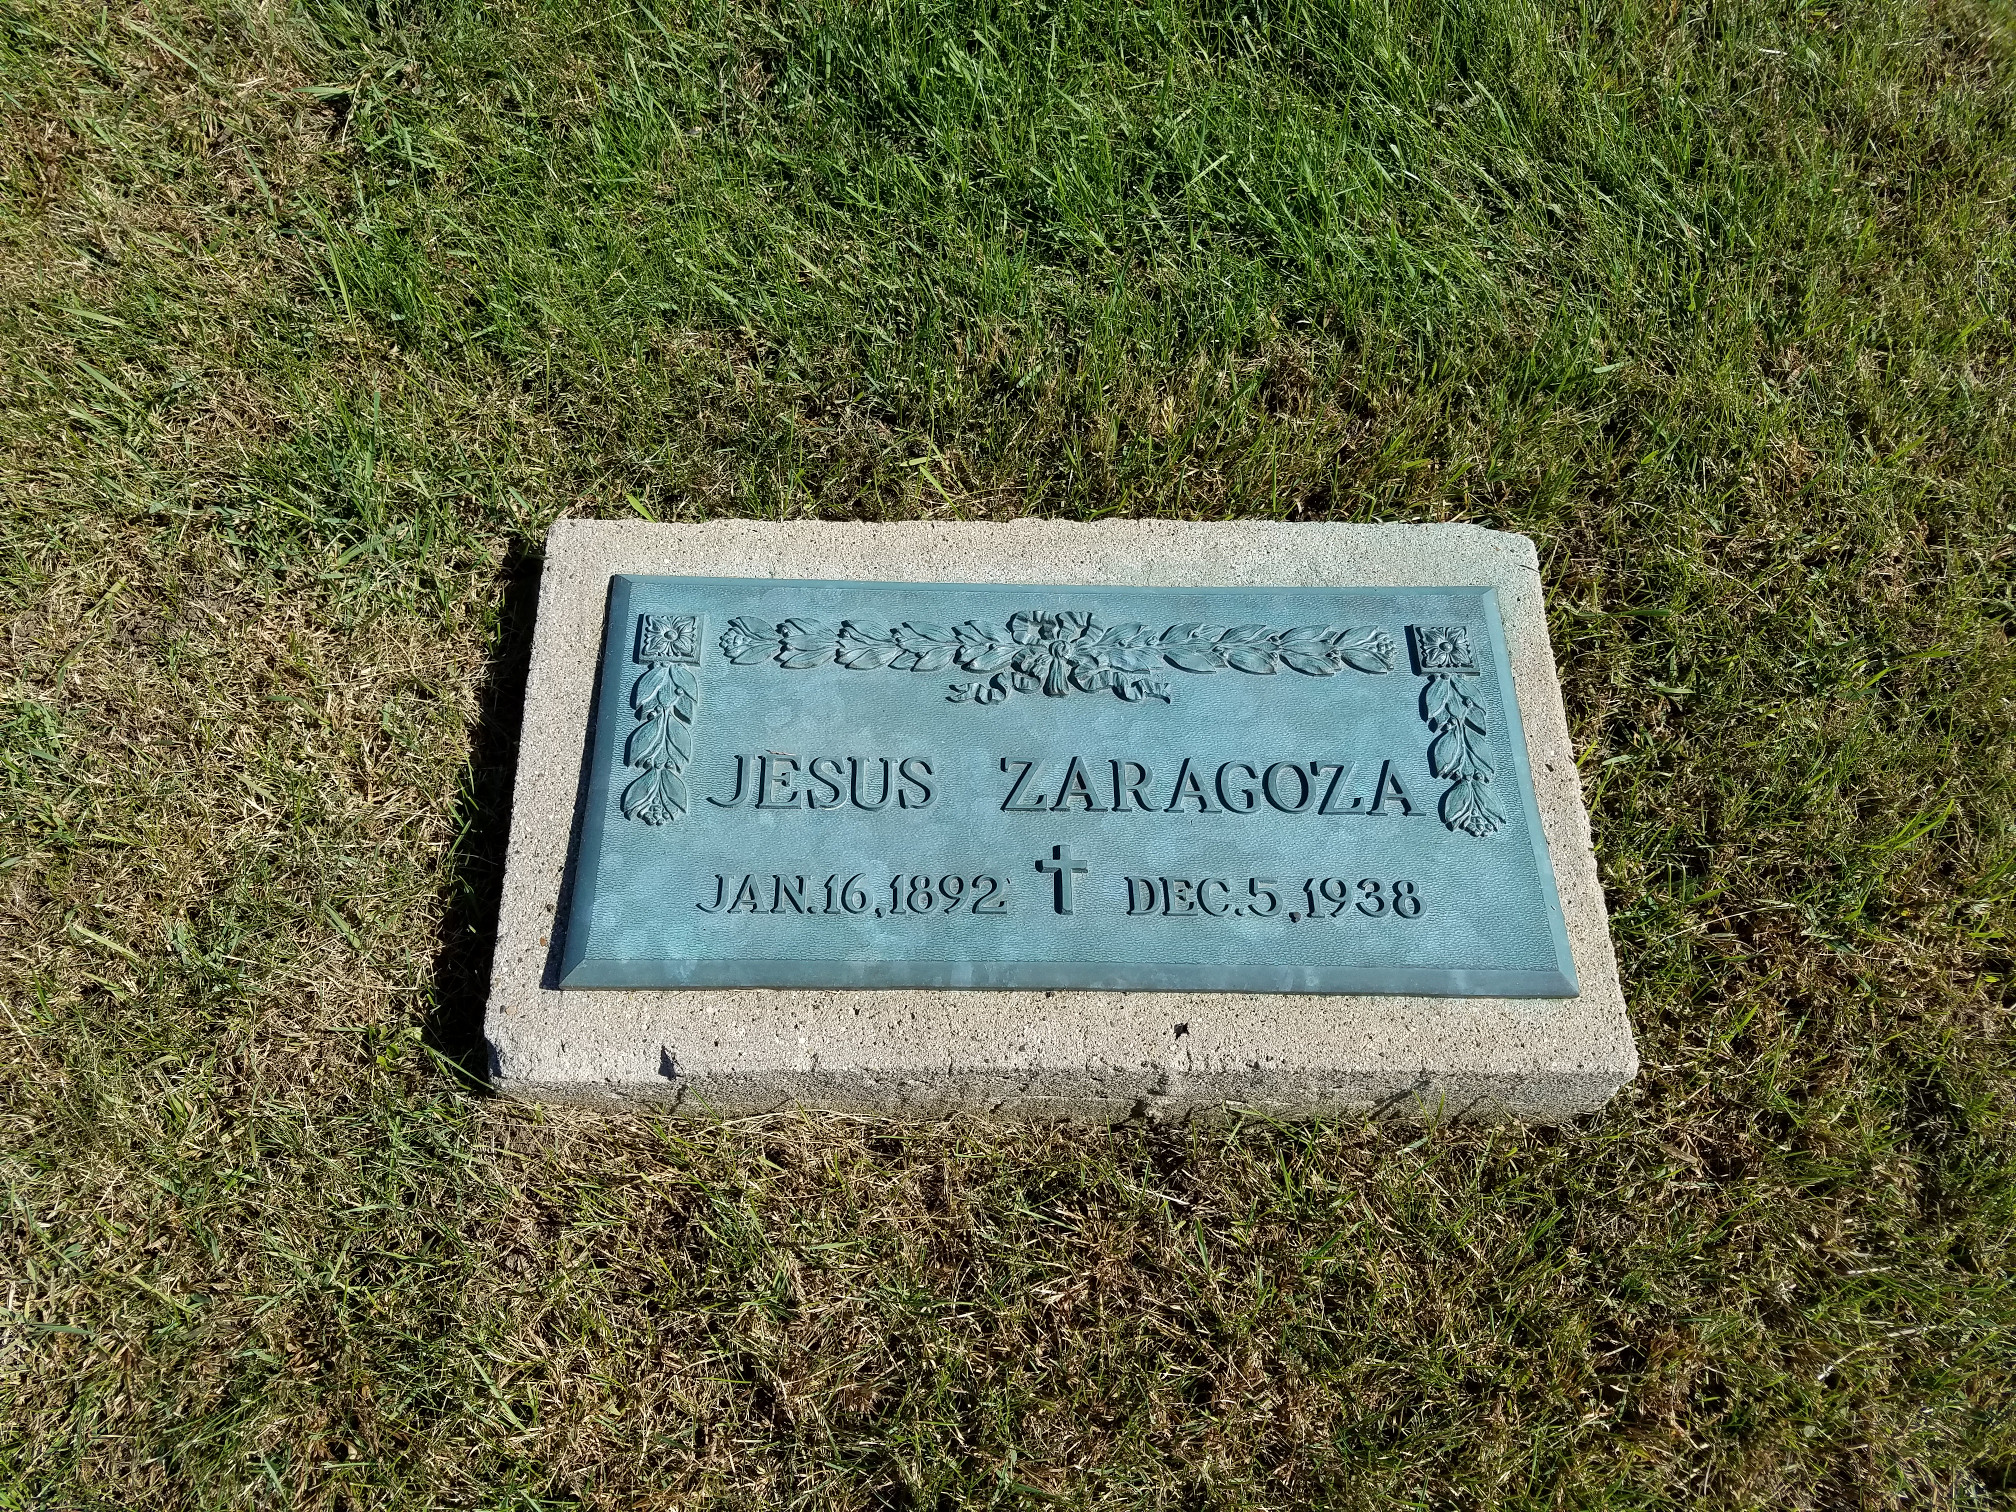 JESUS ZARAGOZA
JAN. 16, 1892 DEC. 5, 1938